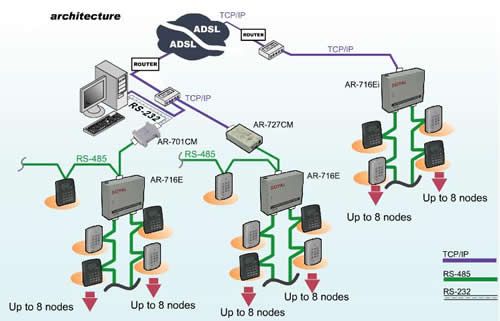 architecture
TCP/IP
ADSL
ADSL
ROUTER
ROUTER
TCP/IP
TCP/IP
AR-716Ei
RS-232
AR-727CM
AR-701CM
RS-485
RS-485
AR-716E
AR-716E
SOYAL
SOYAL
SOYAL
Up to 8 nodes
Up to 8 nodes
Up to 8 nodes
Up to 8 nodes
Up to 8 nodes
Up to 8 nodes
TCP/IP
RS-485
RS-232